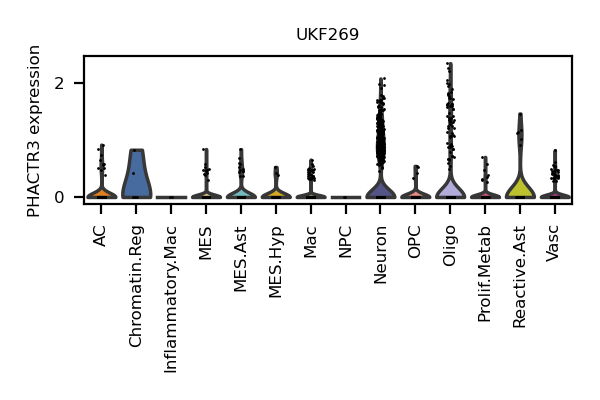 UKF269
PHACTR3 expression
2
0
AC
Chromatin.Reg
Inflammatory.Mac
MES
MES.Ast
MES.Hyp
Mac
NPC
Neuron
OPC
Oligo
Prolif.Metab
Reactive.Ast
Vasc